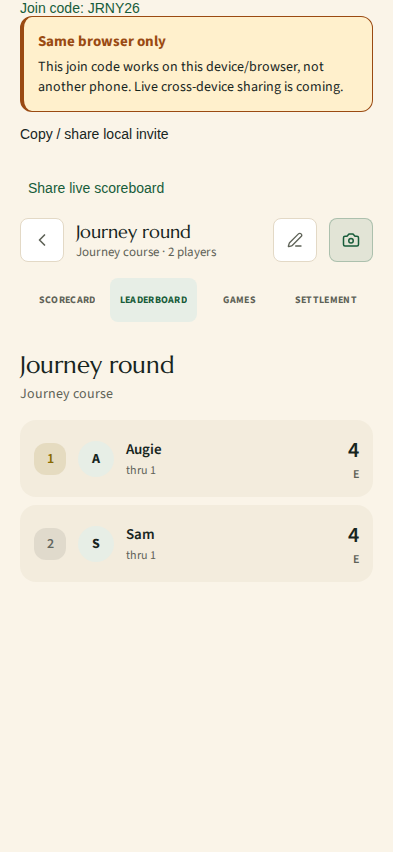 Join code: JRNY26
Same browser only
This join code works on this device/browser, not
another phone. Live cross-device sharing is coming.
Copy / share local invite
Share live scoreboard
Journey round
Journey course · 2 players
SCORECARD LEADERBOARD GAMES SETTLEMENT
Journey round
Journey course
1 A Augie 4
thru 1 E
2 S Sam 4
thru 1 E